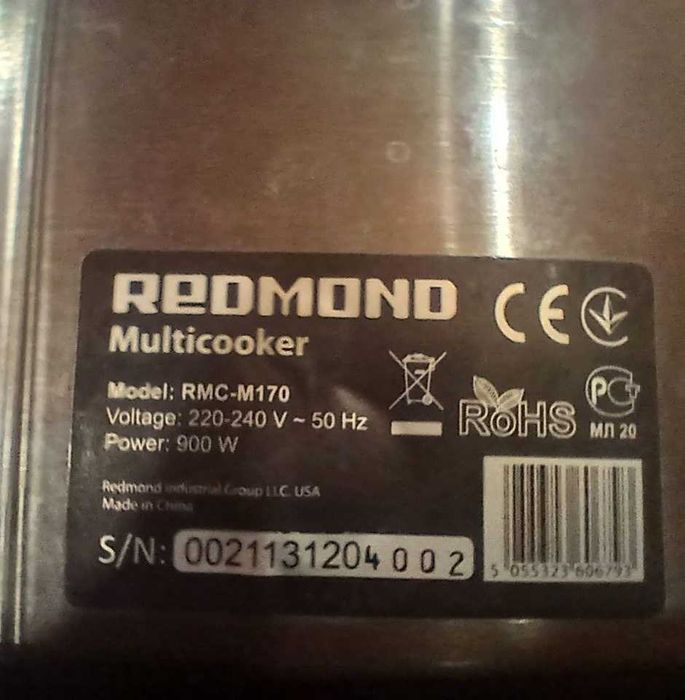 REDMOND
Multicooker
CE
Model: RMC-M170
Voltage: 220-240 V ~ 50 Hz
Power: 900 W
RoHS
РС
МЛ 20
Redmond Industrial Group LLC. USA
Made in China
S/N: 0021131204002
5 055323 606793